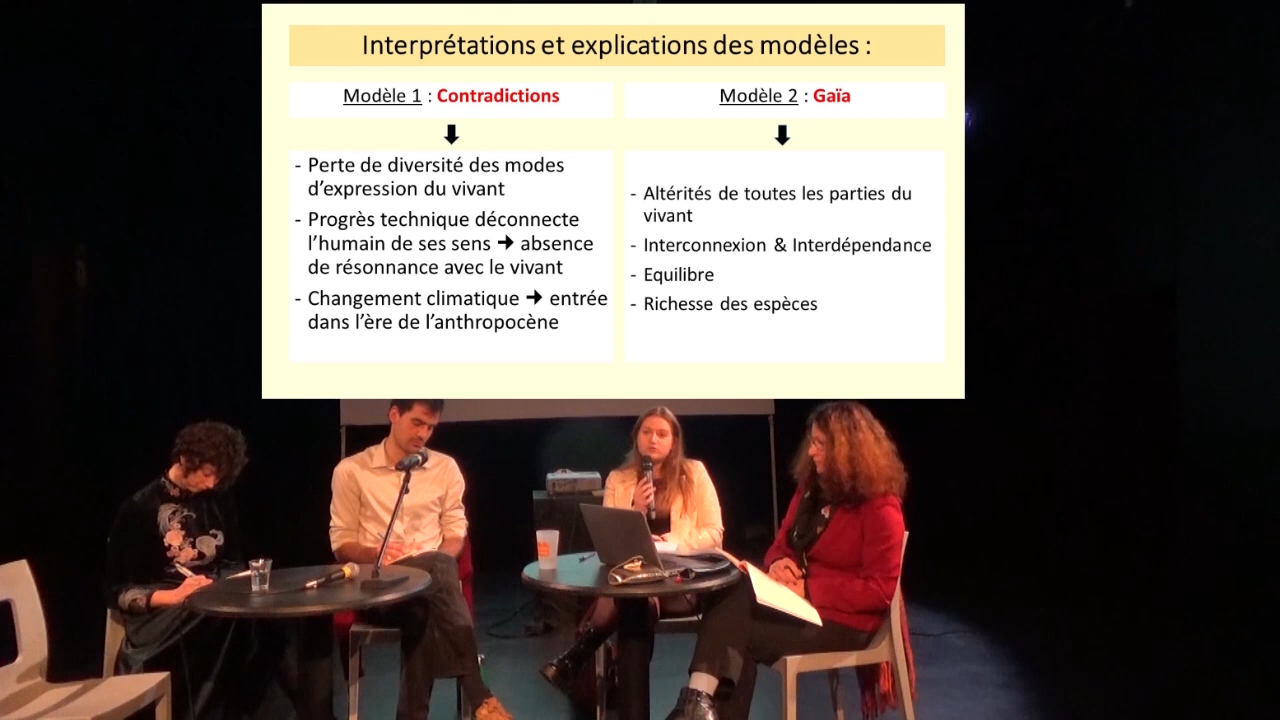 Interprétations et explications des modèles :
Modèle 1 : Contradictions
- Perte de diversité des modes
d’expression du vivant
- Progrès technique déconnecte
l’humain de ses sens ➜ absence
de résonnance avec le vivant
- Changement climatique ➜ entrée
dans l’ère de l’anthropocène
Modèle 2 : Gaïa
- Altérités de toutes les parties du
vivant
- Interconnexion & Interdépendance
- Equilibre
- Richesse des espèces